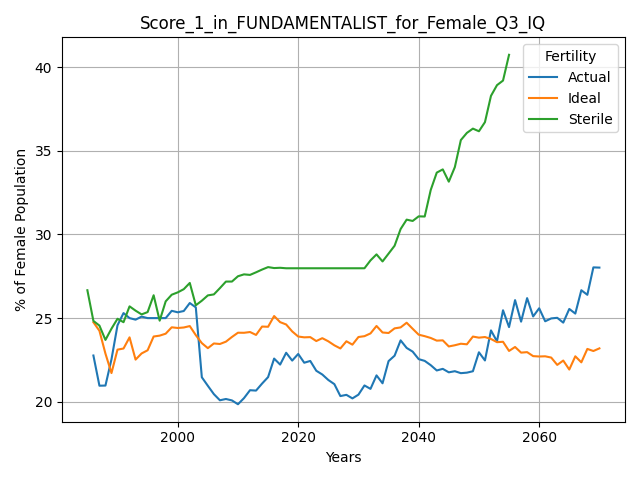 Score_1_in_FUNDAMENTALIST_for_Female_Q3_IQ
Fertility
Actual
Ideal
Sterile
% of Female Population
40
35
30
25
20
2000
2020
2040
2060
Years